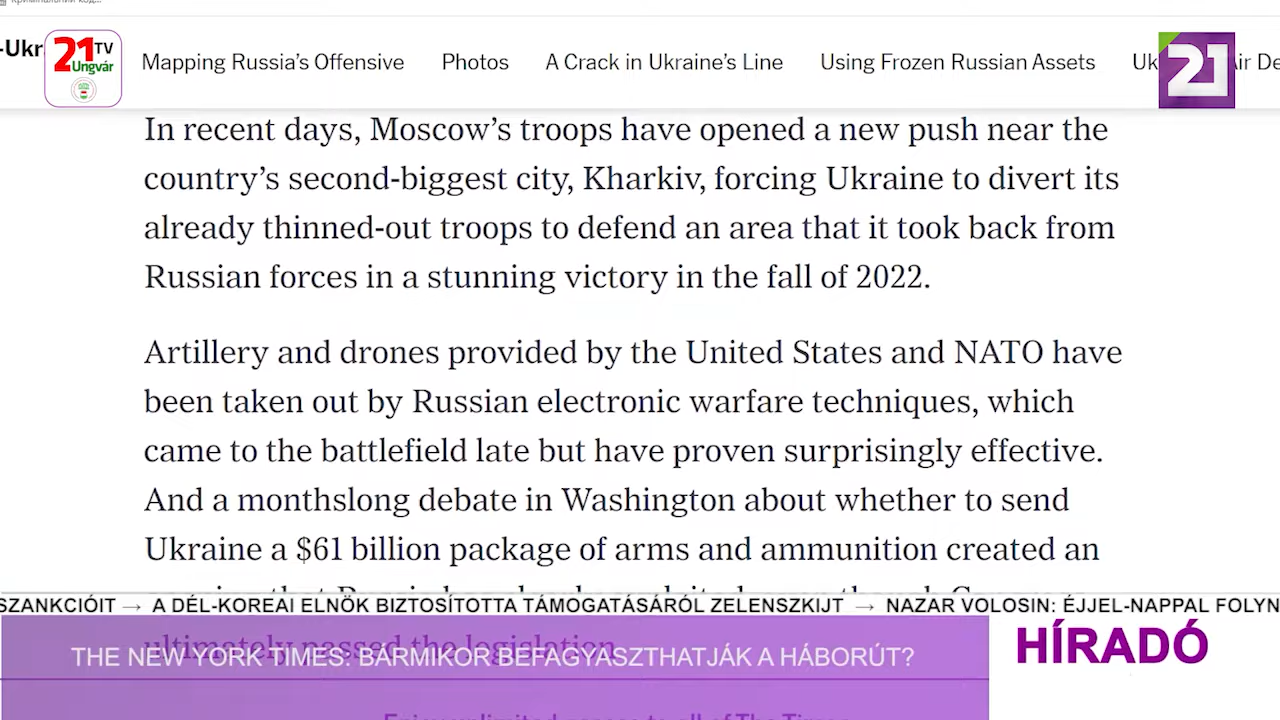 -Ukr
21 TV
Ungvár
Mapping Russia's Offensive
Photos
A Crack in Ukraine's Line
Using Frozen Russian Assets
Uk
21
Air De
In recent days, Moscow's troops have opened a new push near the
country's second-biggest city, Kharkiv, forcing Ukraine to divert its
already thinned-out troops to defend an area that it took back from
Russian forces in a stunning victory in the fall of 2022.
Artillery and drones provided by the United States and NATO have
been taken out by Russian electronic warfare techniques, which
came to the battlefield late but have proven surprisingly effective.
And a monthslong debate in Washington about whether to send
Ukraine a $61 billion package of arms and ammunition created an
SZANKCIÓIT → A DÉL-KOREAI ELNÖK BIZTOSÍTOTTA TÁMOGATÁSÁRÓL ZELENSZKIJT → NAZAR VOLOSIN: ÉJJEL-NAPPAL FOLYN
ultimately passed the legislation.
THE NEW YORK TIMES: BÁRMIKOR BEFAGYASZTHATJÁK A HÁBORÚT?
HÍRADÓ